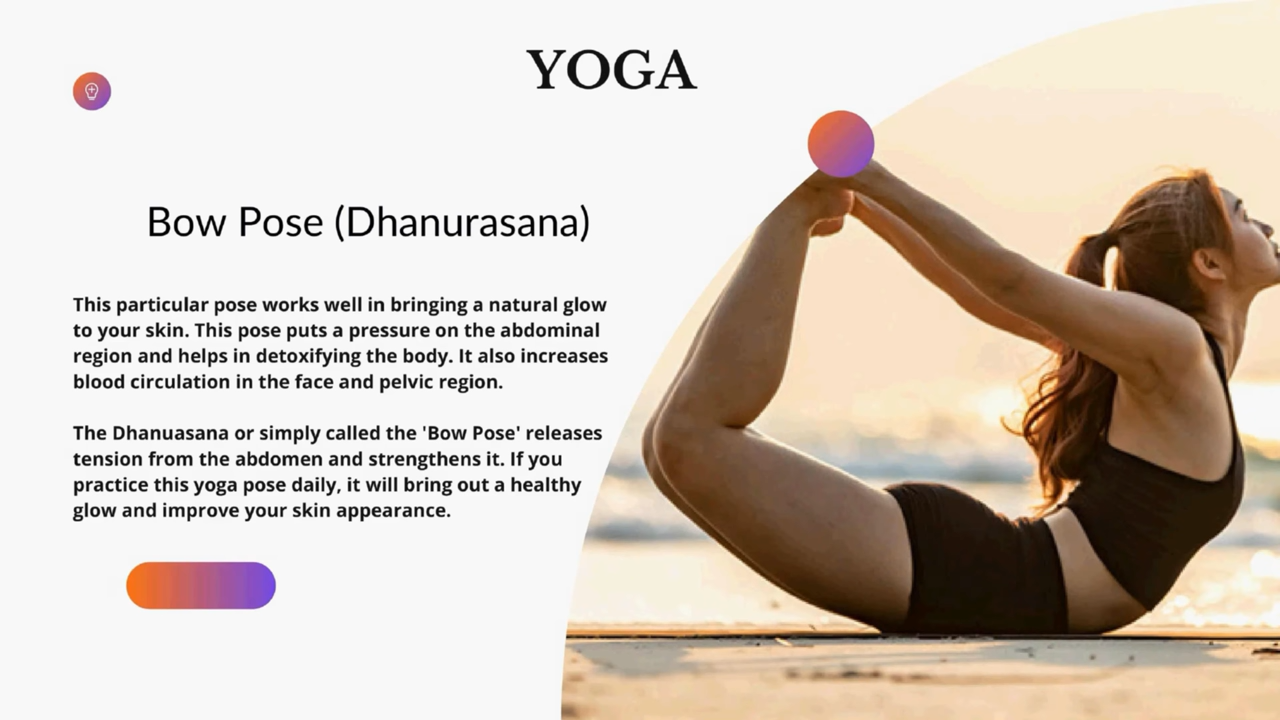 YOGA
Bow Pose (Dhanurasana)
This particular pose works well in bringing a natural glow
to your skin. This pose puts a pressure on the abdominal
region and helps in detoxifying the body. It also increases
blood circulation in the face and pelvic region.
The Dhanuasana or simply called the 'Bow Pose' releases
tension from the abdomen and strengthens it. If you
practice this yoga pose daily, it will bring out a healthy
glow and improve your skin appearance.